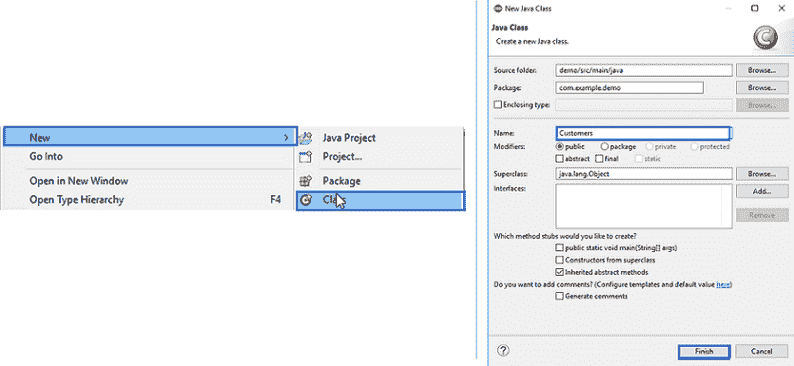 New >
Go Into
Open in New Window
Open Type Hierarchy F4
Java Project
Project...
Package
Class
New Java Class
Java Class
Create a new Java class.
Source folder: demo/src/main/java Browse...
Package: com.example.demo Browse...
Enclosing type: Browse...
Name: Customers
Modifiers: public package private protected
abstract final static
Superclass: java.lang.Object Browse...
Interfaces: Add...
Remove
Which method stubs would you like to create?
public static void main(String[] args)
Constructors from superclass
Inherited abstract methods
Do you want to add comments? (Configure templates and default value here)
Generate comments
? Finish Cancel